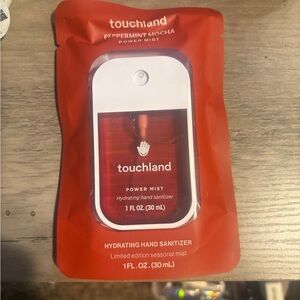 touchland
PEPPERMINT MOCHA
POWER MIST
touchland
POWER MIST
Hydrating hand sanitizer
1 FL OZ. (30 mL)
HYDRATING HAND SANITIZER
Limited edition seasonal mist
1 FL. OZ. (30 mL)